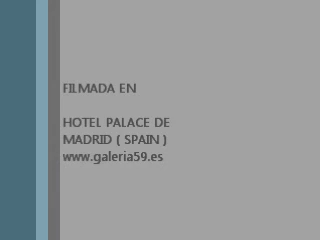 FILMADA EN
HOTEL PALACE DE
MADRID ( SPAIN )
www.galeria59.es